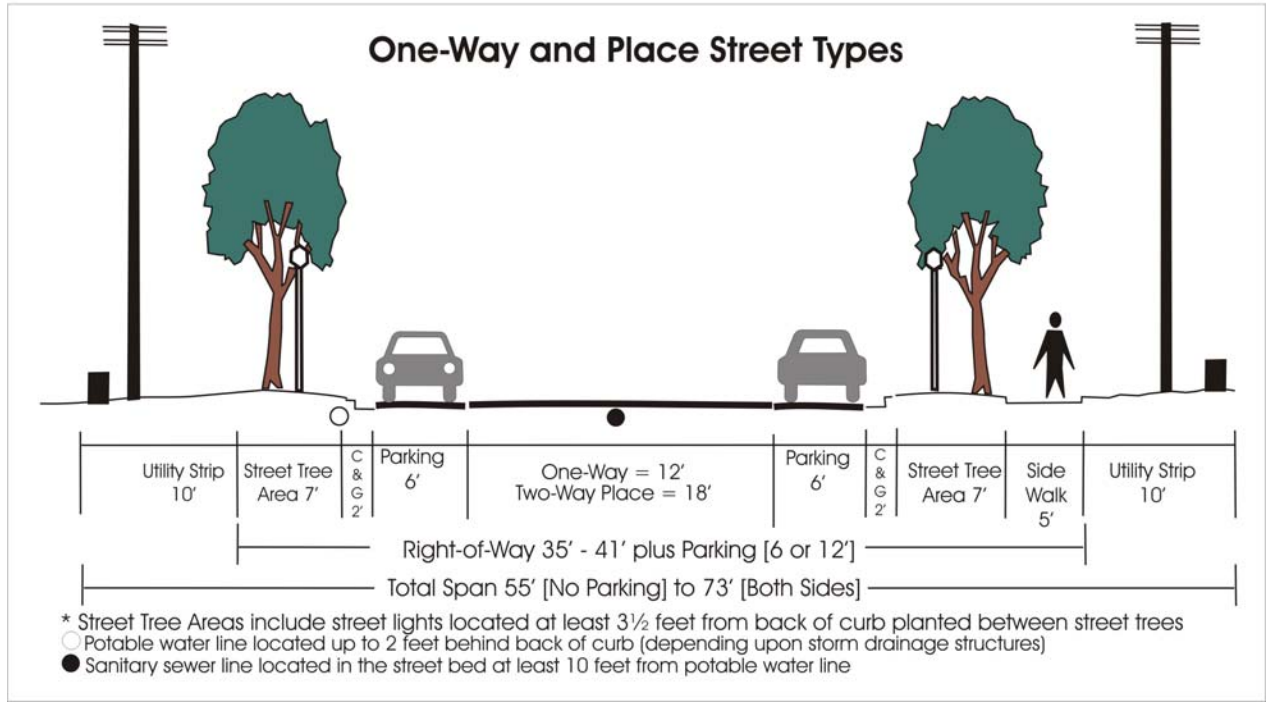 One-Way and Place Street Types
Utility Strip
10'
Street Tree
Area 7'
C
&
G
2'
Parking
6'
One-Way = 12'
Two-Way Place = 18'
Parking
6'
C
&
G
2'
Street Tree
Area 7'
Side
Walk
5'
Utility Strip
10'
Right-of-Way 35' - 41' plus Parking [6 or 12']
Total Span 55' [No Parking] to 73' [Both Sides]
* Street Tree Areas include street lights located at least 3½ feet from back of curb planted between street trees
Potable water line located up to 2 feet behind back of curb (depending upon storm drainage structures)
Sanitary sewer line located in the street bed at least 10 feet from potable water line